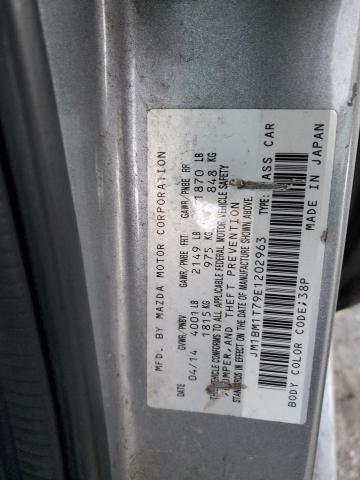 MFD. BY MAZDA MOTOR CORPORATION
DATE GVWR/PNBV GAWR/PNBE FRT GAWR/PNBE RR
04/14 4001 LB 2149 LB 1870 LB
1815 KG 975 KG 848 KG
VEHICLE CONFORMS TO ALL APPLICABLE FEDERAL MOTOR VEHICLE SAFETY
BUMPER, AND THEFT PREVENTION
STANDARDS IN EFFECT ON THE DATE OF MANUFACTURE SHOWN ABOVE.
JM1BM1T79E1202963 TYPE: PASS CAR
BODY COLOR CODE:38P MADE IN JAPAN